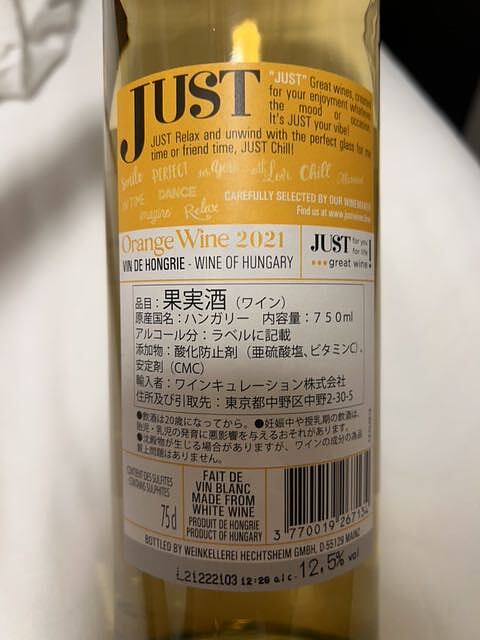 JUST
"JUST" Great wines, created
for your enjoyment whatever
the mood or occasion.
It's JUST your vibe!
JUST Relax and unwind with the perfect glass for me
time or friend time, JUST Chill!
Smile PERFECT Love Chill
TIME DANCE
CAREFULLY SELECTED BY OUR WINEMAKER
imagine Relax
Find us at www.justwines
Orange Wine 2021
VIN DE HONGRIE - WINE OF HUNGARY
JUST for you
for life
great wine!
品目：果実酒（ワイン）
原産国名：ハンガリー 内容量：７５０ml
アルコール分：ラベルに記載
添加物：酸化防止剤（亜硫酸塩、ビタミンC）、
安定剤（CMC）
輸入者：ワインキュレーション株式会社
住所及び引取先：東京都中野区中野2-30-5
●飲酒は20歳になってから。●妊娠中や授乳期の飲酒は、
胎児・乳児の発育に悪影響を与えるおそれがあります。
●沈殿物が生じる場合がありますが、ワインの成分の為品
質上問題はありません。
CONTIENT DES SULFITES
CONTAINS SULPHITES
75cl
FAIT DE
VIN BLANC
MADE FROM
WHITE WINE
PRODUIT DE HONGRIE
PRODUCT OF HUNGARY
3 770019 267134
BOTTLED BY WEINKELLEREI HECHTSHEIM GMBH, D-55129 MAINZ
L21222103 12:28 alc. 12,5% vol